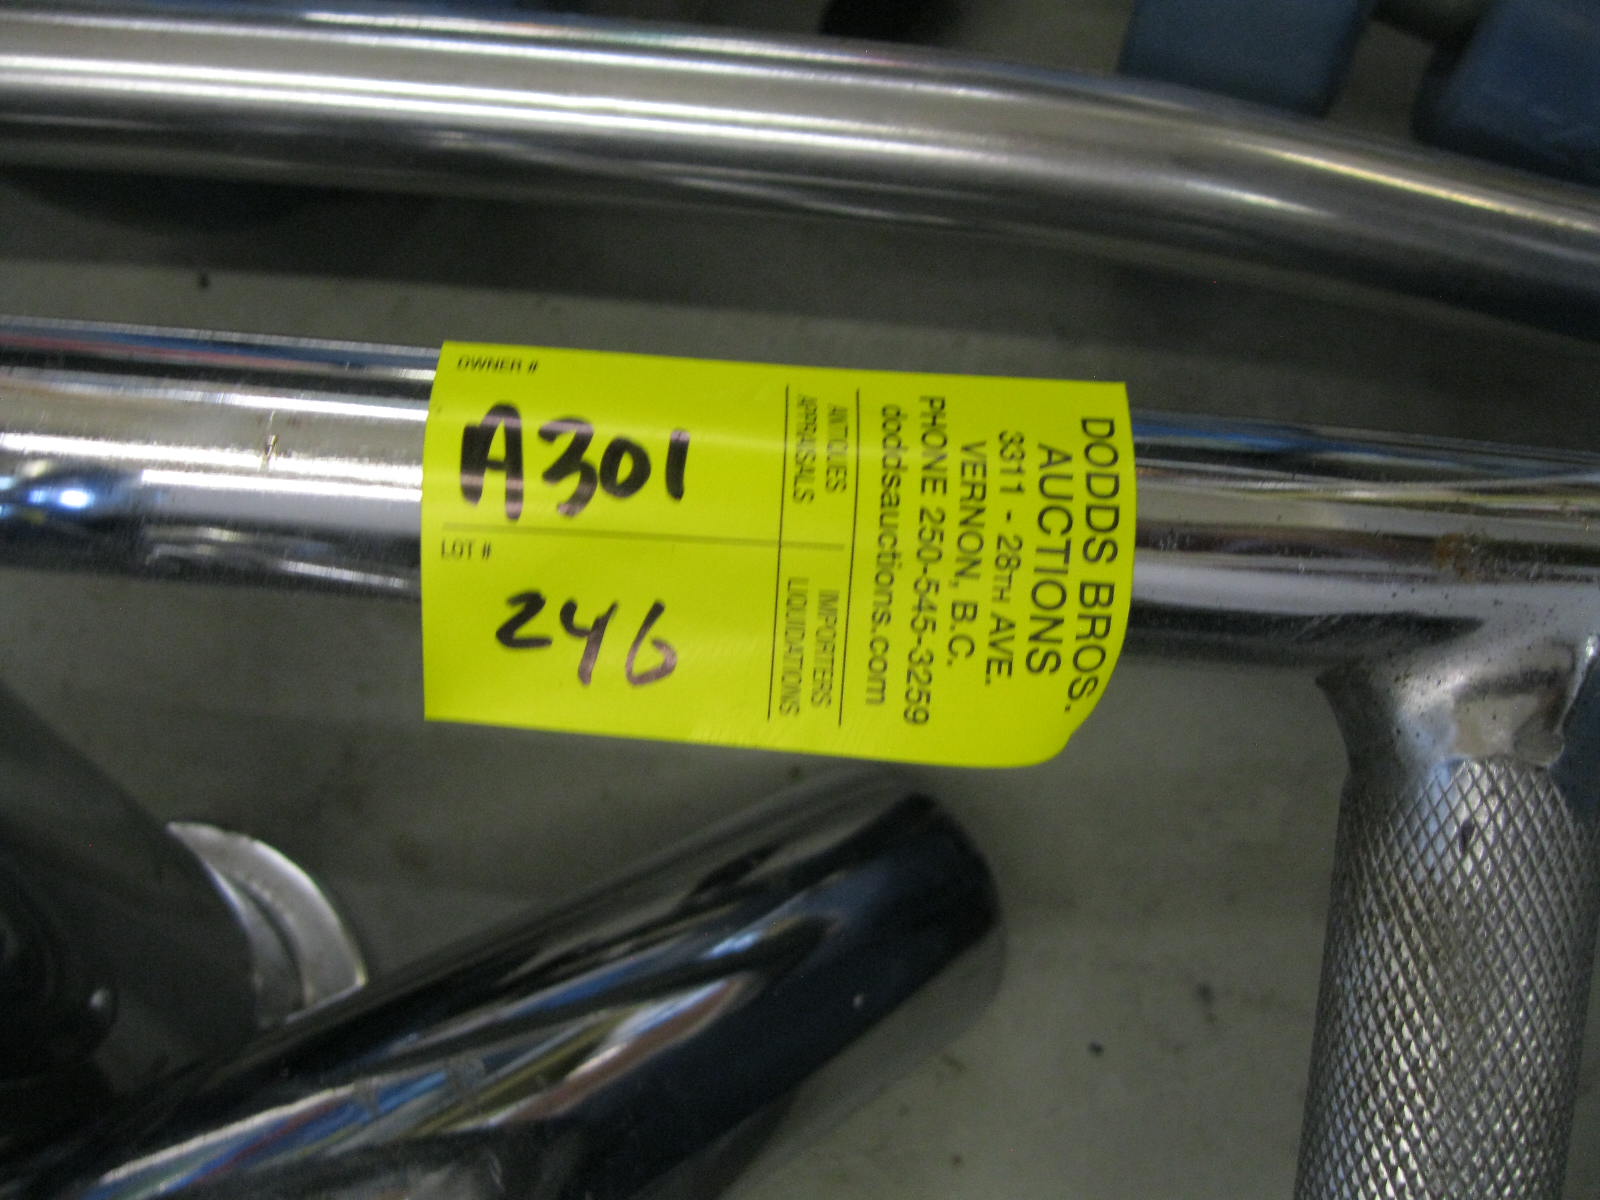 DODDS BROS.
AUCTIONS
3311 - 28TH AVE.
VERNON, B.C.
PHONE 250-545-3259
doddsauctions.com
ANTIQUES IMPORTERS
APPRAISALS LIQUIDATIONS
OWNER #
A301
LOT #
246